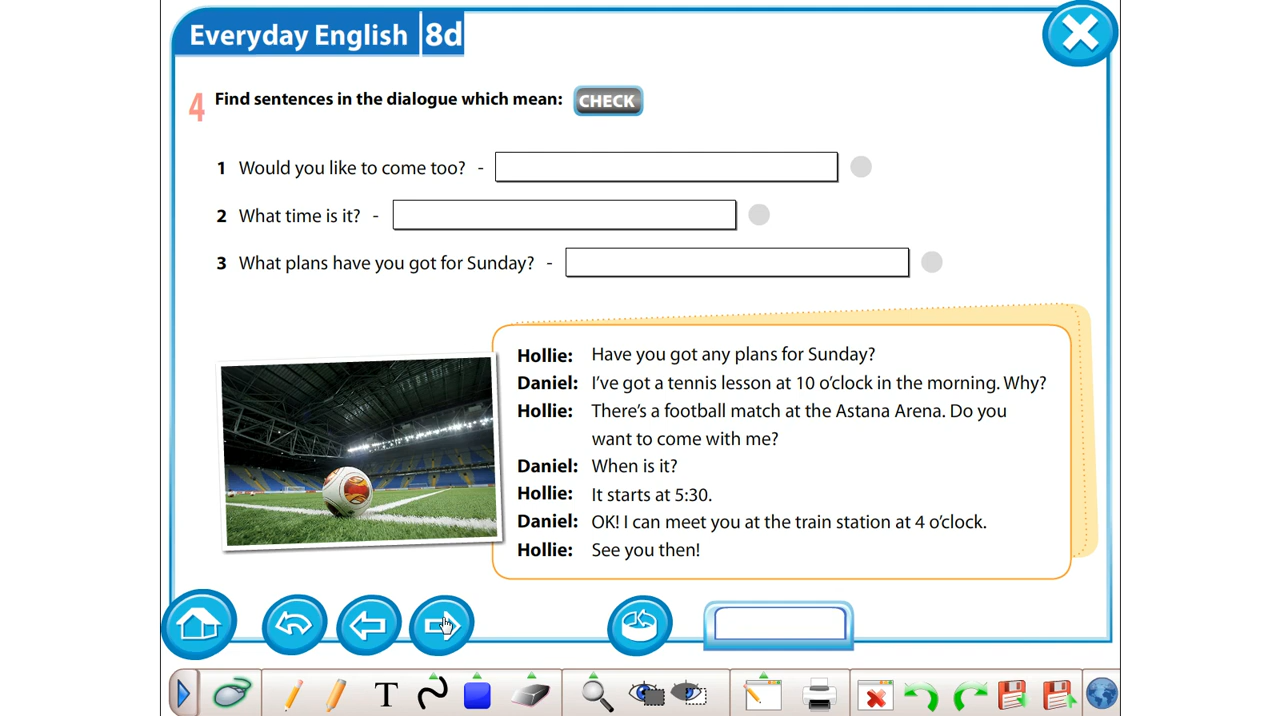 Everyday English 8d
4 Find sentences in the dialogue which mean: CHECK
1 Would you like to come too? -
2 What time is it? -
3 What plans have you got for Sunday? -
Hollie: Have you got any plans for Sunday?
Daniel: I've got a tennis lesson at 10 o'clock in the morning. Why?
Hollie: There's a football match at the Astana Arena. Do you
want to come with me?
Daniel: When is it?
Hollie: It starts at 5:30.
Daniel: OK! I can meet you at the train station at 4 o'clock.
Hollie: See you then!
T